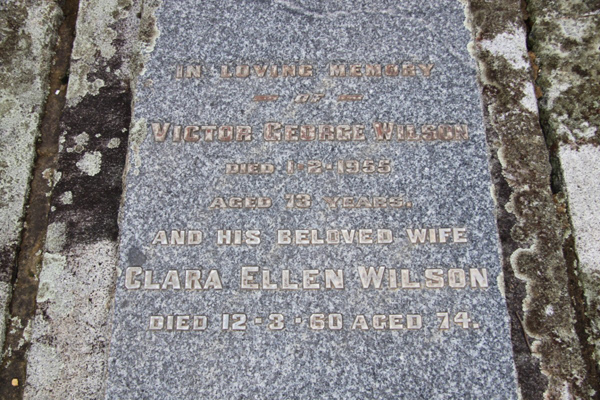 IN LOVING MEMORY
— OF —
VICTOR GEORGE WILSON
DIED 1-2-1955
AGED 73 YEARS.
AND HIS BELOVED WIFE
CLARA ELLEN WILSON
DIED 12-3-60 AGED 74.